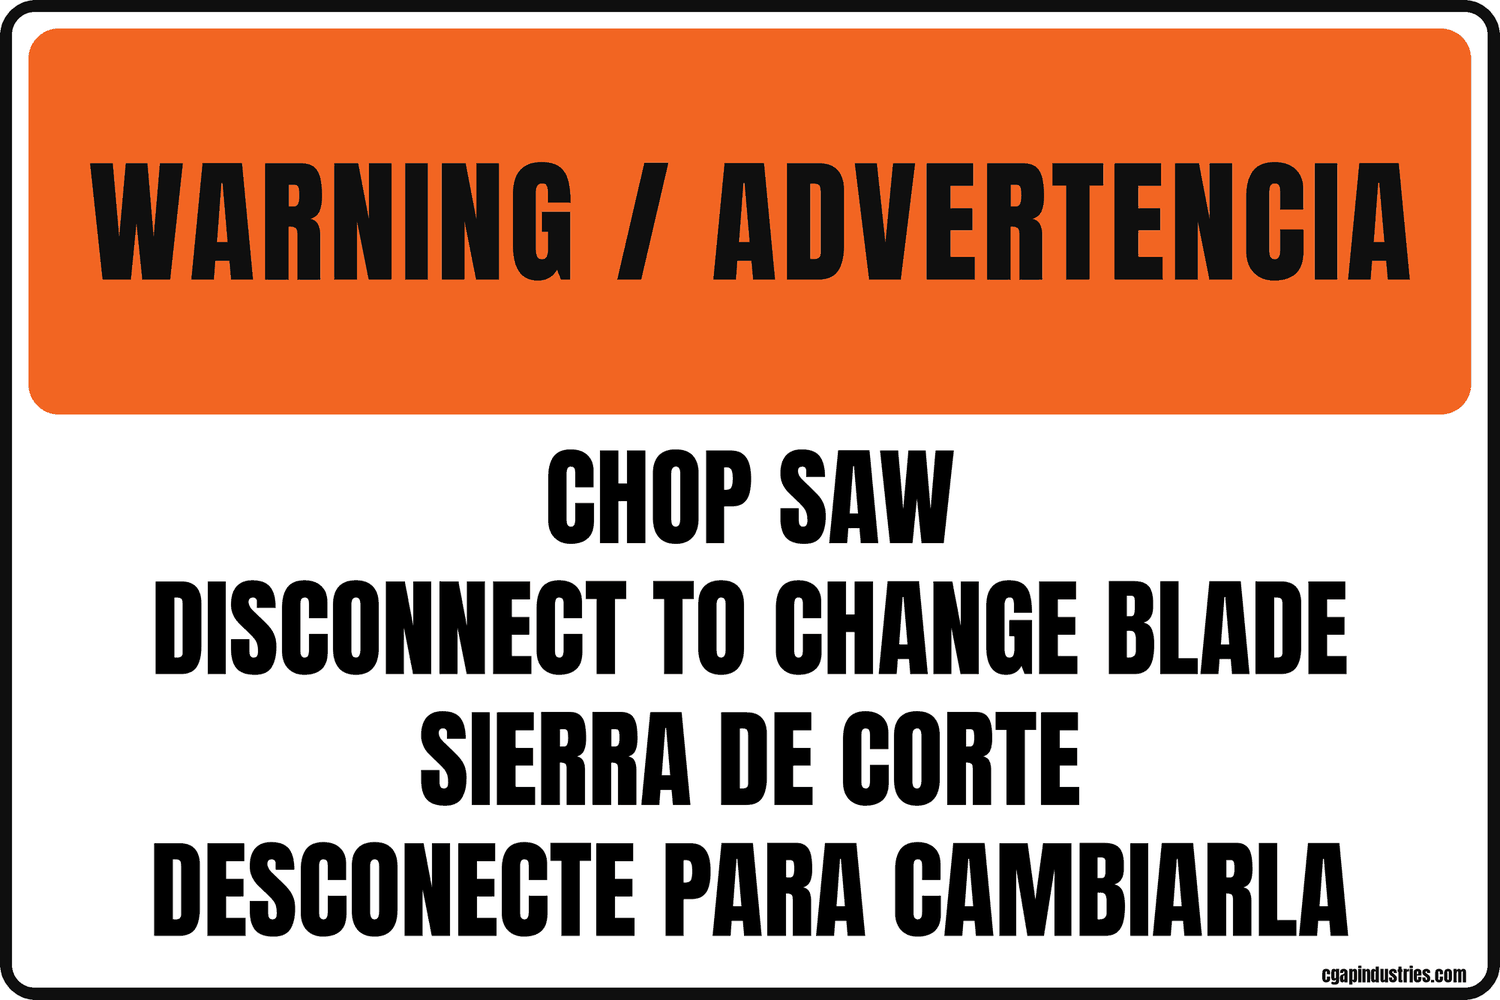 WARNING / ADVERTENCIA
CHOP SAW
DISCONNECT TO CHANGE BLADE
SIERRA DE CORTE
DESCONECTE PARA CAMBIARLA
cgapindustries.com